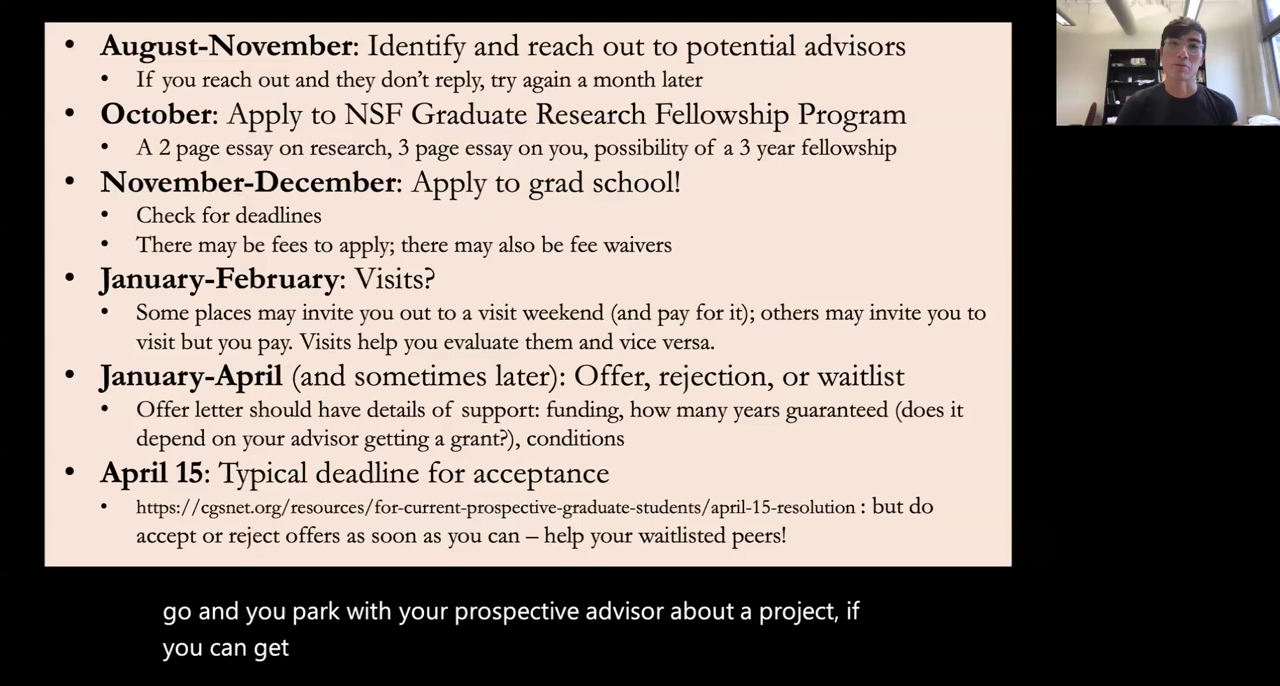 • August-November: Identify and reach out to potential advisors
• If you reach out and they don't reply, try again a month later
• October: Apply to NSF Graduate Research Fellowship Program
• A 2 page essay on research, 3 page essay on you, possibility of a 3 year fellowship
• November-December: Apply to grad school!
• Check for deadlines
• There may be fees to apply; there may also be fee waivers
• January-February: Visits?
• Some places may invite you out to a visit weekend (and pay for it); others may invite you to
visit but you pay. Visits help you evaluate them and vice versa.
• January-April (and sometimes later): Offer, rejection, or waitlist
• Offer letter should have details of support: funding, how many years guaranteed (does it
depend on your advisor getting a grant?), conditions
• April 15: Typical deadline for acceptance
• https://cgsnet.org/resources/for-current-prospective-graduate-students/april-15-resolution : but do
accept or reject offers as soon as you can – help your waitlisted peers!
go and you park with your prospective advisor about a project, if
you can get